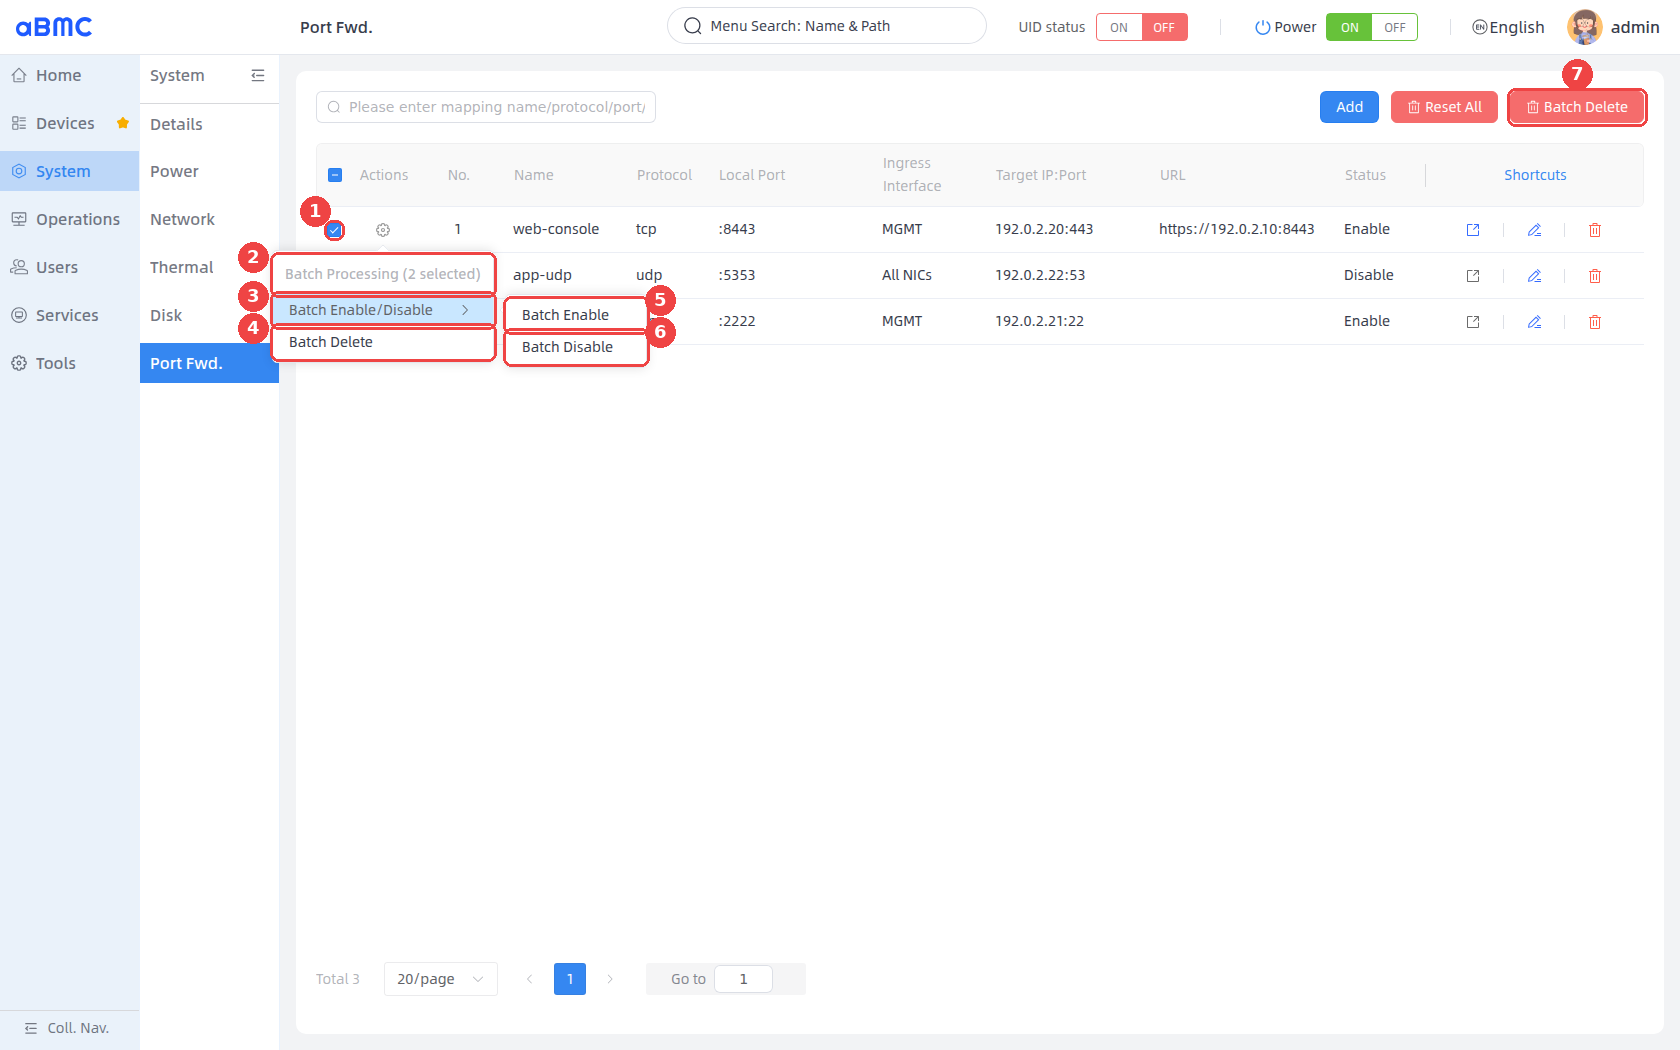 aBMC
Port Fwd.
Menu Search: Name & Path
UID status
ON
OFF
Power
ON
OFF
EN
English
admin
Home
Devices
System
Operations
Users
Services
Tools
Coll. Nav.
System
Details
Power
Network
Thermal
Disk
Port Fwd.
Please enter mapping name/protocol/port/
Add
Reset All
Batch Delete
7
Actions
No.
Name
Protocol
Local Port
Ingress
Interface
Target IP:Port
URL
Status
Shortcuts
1
1
web-console
tcp
:8443
MGMT
192.0.2.20:443
https://192.0.2.10:8443
Enable
2
Batch Processing (2 selected)
app-udp
udp
:5353
All NICs
192.0.2.22:53
Disable
3
Batch Enable/Disable
5
Batch Enable
:2222
MGMT
192.0.2.21:22
Enable
4
Batch Delete
6
Batch Disable
Total 3
20/page
1
Go to
1